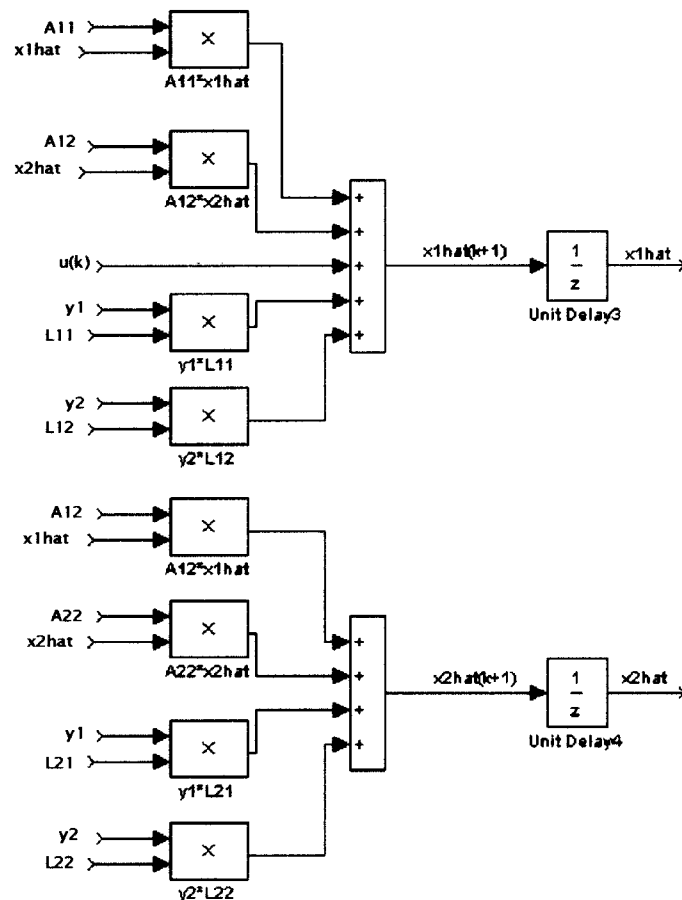 A11
x1hat
×
A11*x1hat
A12
x2hat
×
A12*x2hat
u(k)
y1
L11
×
y1*L11
y2
L12
×
y2*L12
+
+
+
+
+
x1hat(k+1)
1
z
Unit Delay3
x1hat
A12
x1hat
×
A12*x1hat
A22
x2hat
×
A22*x2hat
y1
L21
×
y1*L21
y2
L22
×
y2*L22
+
+
+
+
x2hat(k+1)
1
z
Unit Delay4
x2hat